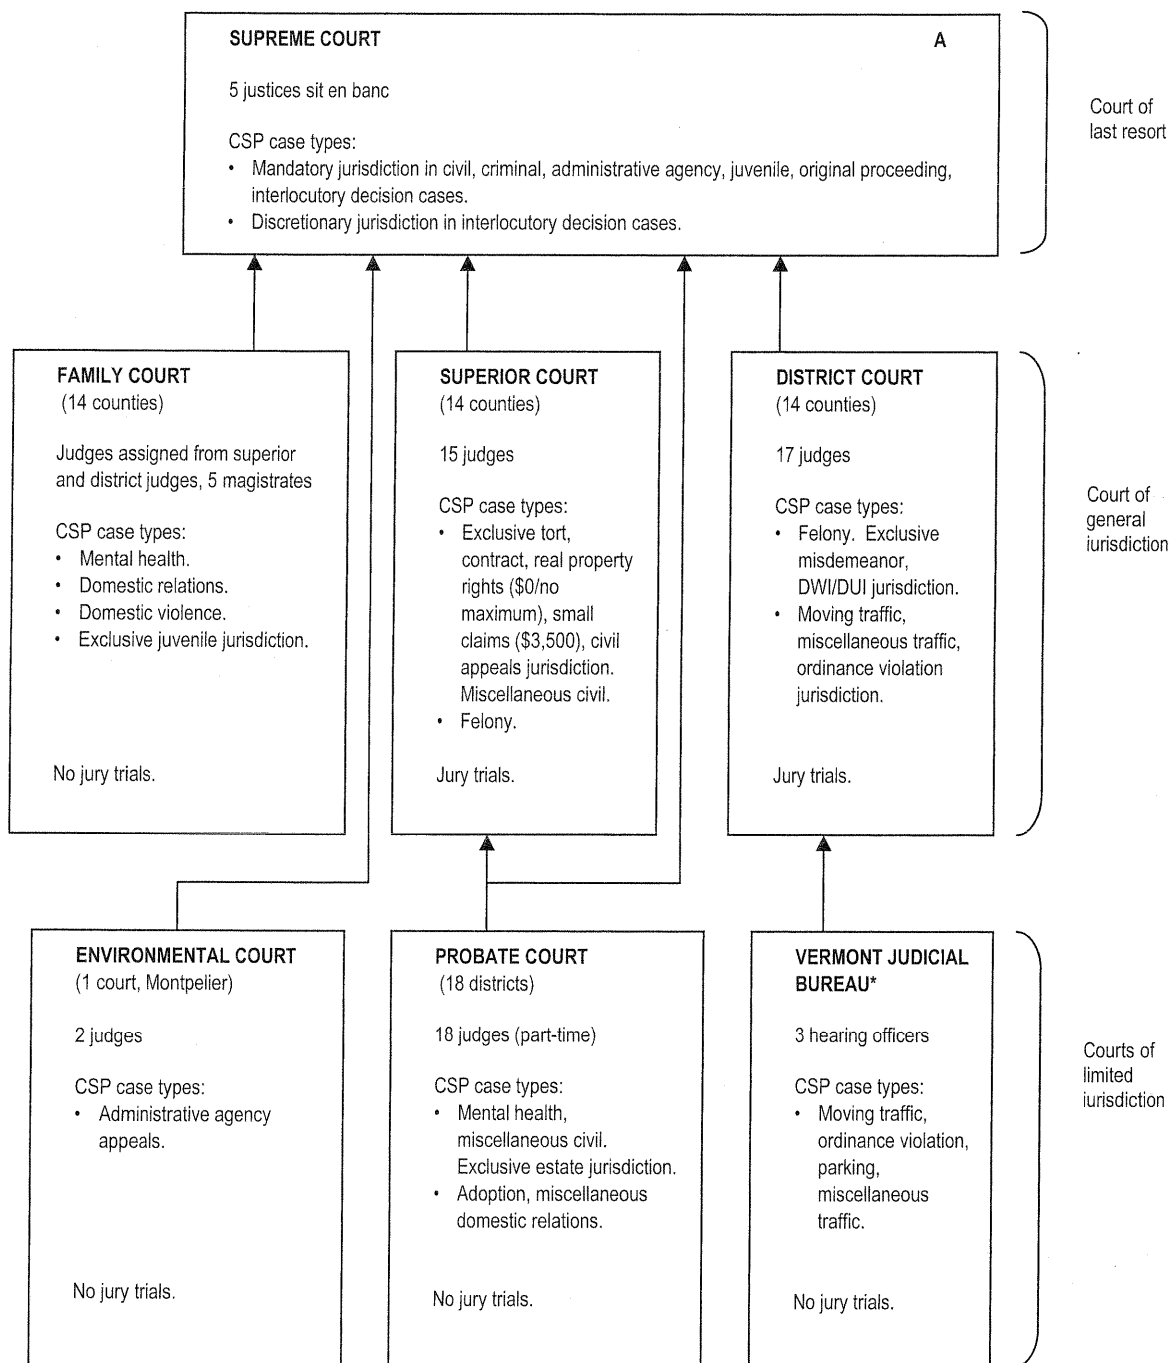 SUPREME COURT
A
5 justices sit en banc
CSP case types:
• Mandatory jurisdiction in civil, criminal, administrative agency, juvenile, original proceeding,
interlocutory decision cases.
• Discretionary jurisdiction in interlocutory decision cases.
Court of
last resort
FAMILY COURT
(14 counties)
Judges assigned from superior
and district judges, 5 magistrates
CSP case types:
• Mental health.
• Domestic relations.
• Domestic violence.
• Exclusive juvenile jurisdiction.
No jury trials.
SUPERIOR COURT
(14 counties)
15 judges
CSP case types:
• Exclusive tort,
contract, real property
rights ($0/no
maximum), small
claims ($3,500), civil
appeals jurisdiction.
Miscellaneous civil.
• Felony.
Jury trials.
DISTRICT COURT
(14 counties)
17 judges
CSP case types:
• Felony. Exclusive
misdemeanor,
DWI/DUI jurisdiction.
• Moving traffic,
miscellaneous traffic,
ordinance violation
jurisdiction.
Jury trials.
Court of
general
jurisdiction
ENVIRONMENTAL COURT
(1 court, Montpelier)
2 judges
CSP case types:
• Administrative agency
appeals.
No jury trials.
PROBATE COURT
(18 districts)
18 judges (part-time)
CSP case types:
• Mental health,
miscellaneous civil.
Exclusive estate jurisdiction.
• Adoption, miscellaneous
domestic relations.
No jury trials.
VERMONT JUDICIAL
BUREAU*
3 hearing officers
CSP case types:
• Moving traffic,
ordinance violation,
parking,
miscellaneous
traffic.
No jury trials.
Courts of
limited
jurisdiction